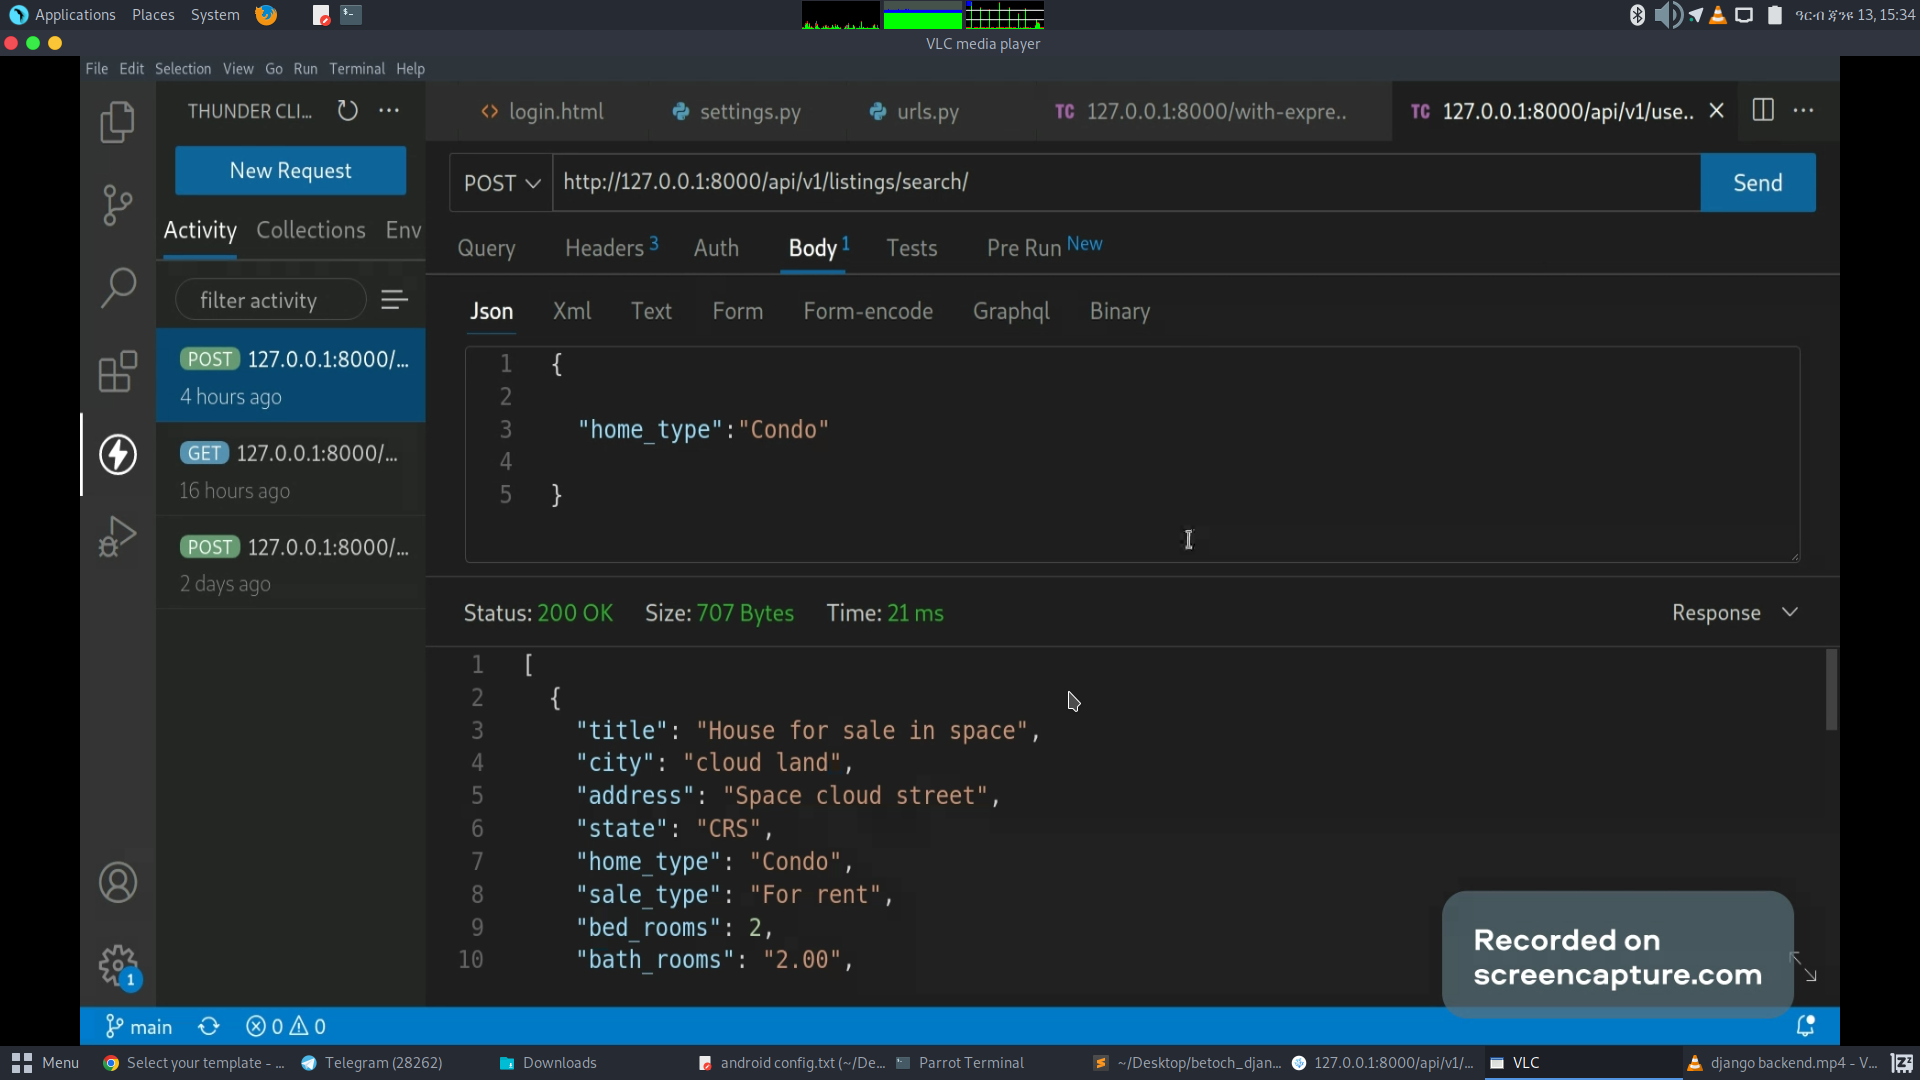 Applications Places System
ዓርብ ጃንዩ 13, 15:34
VLC media player
File Edit Selection View Go Run Terminal Help
THUNDER CLI...
login.html
settings.py
urls.py
TC 127.0.0.1:8000/with-expre..
TC 127.0.0.1:8000/api/v1/use..
New Request
POST
http://127.0.0.1:8000/api/v1/listings/search/
Send
Activity Collections Env
Query Headers 3 Auth Body 1 Tests Pre Run New
filter activity
Json Xml Text Form Form-encode Graphql Binary
POST 127.0.0.1:8000/...
4 hours ago
GET 127.0.0.1:8000/...
16 hours ago
POST 127.0.0.1:8000/...
2 days ago
1 {
2
3 "home_type":"Condo"
4
5 }
Status: 200 OK Size: 707 Bytes Time: 21 ms
Response
1 [
2 {
3 "title": "House for sale in space",
4 "city": "cloud land",
5 "address": "Space cloud street",
6 "state": "CRS",
7 "home_type": "Condo",
8 "sale_type": "For rent",
9 "bed_rooms": 2,
10 "bath_rooms": "2.00",
Recorded on
screencapture.com
1
main 0 0
Menu Select your template - ... Telegram (28262) Downloads android config.txt (~/De... Parrot Terminal ~/Desktop/betoch_djan... 127.0.0.1:8000/api/v1/... VLC django backend.mp4 - V...